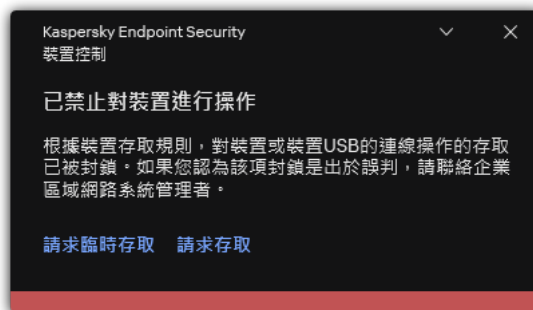 Kaspersky Endpoint Security
裝置控制
已禁止對裝置進行操作
根據裝置存取規則，對裝置或裝置USB的連線操作的存取
已被封鎖。如果您認為該項封鎖是出於誤判，請聯絡企業
區域網路系統管理者。
請求臨時存取 請求存取